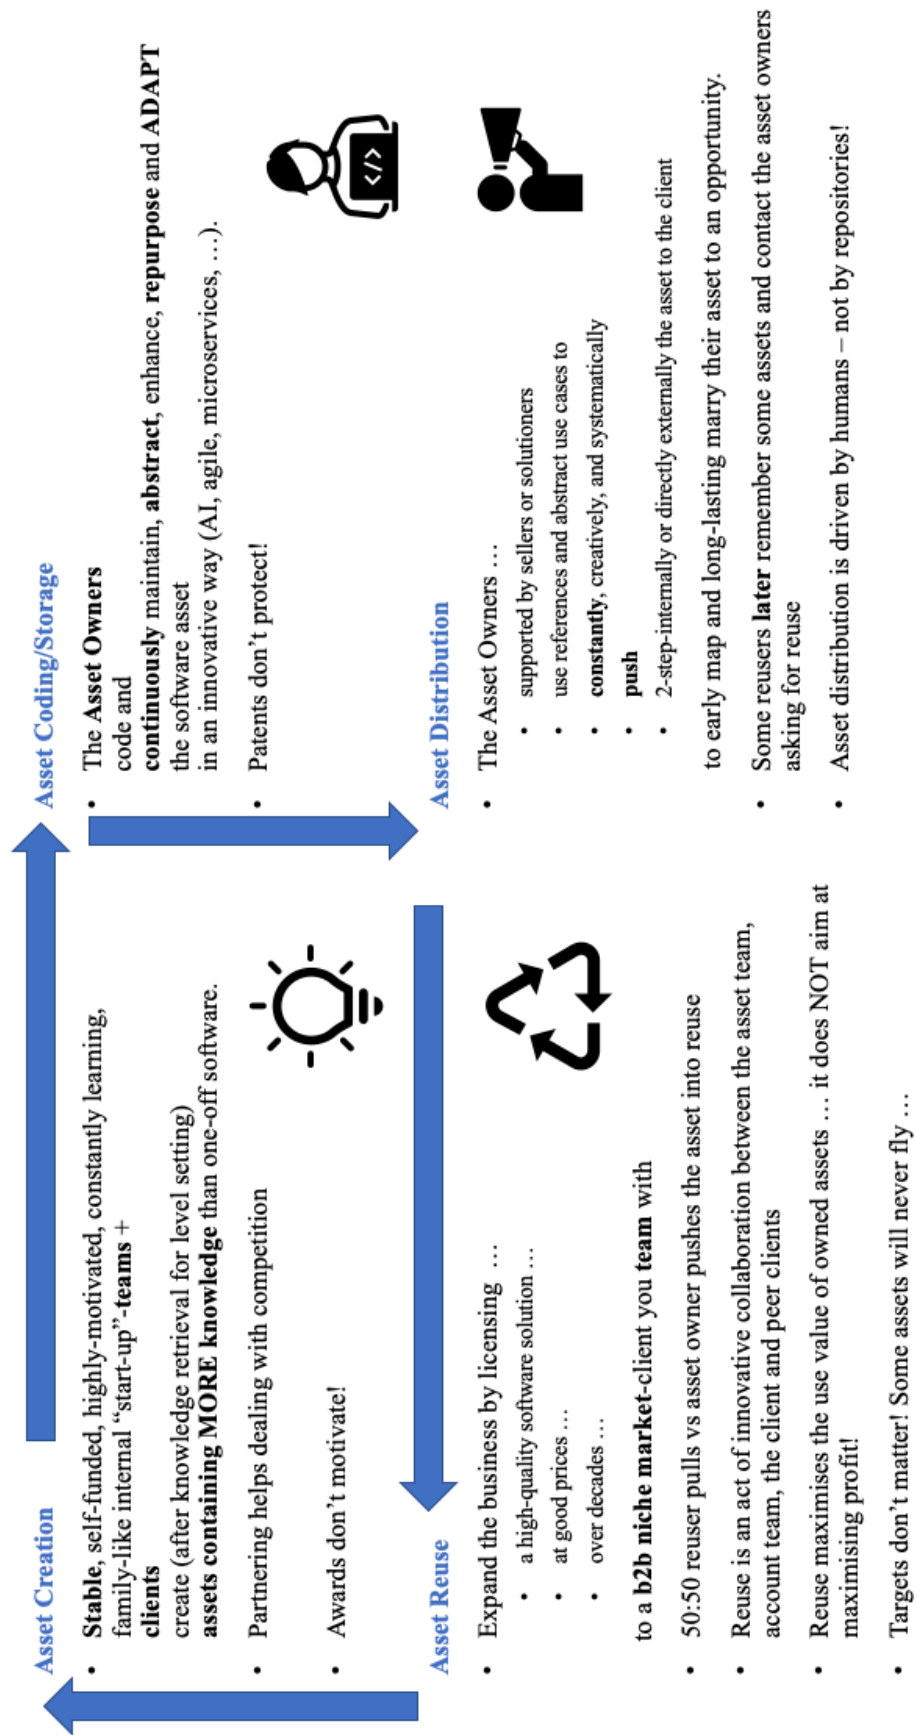 Asset Creation
• Stable, self-funded, highly-motivated, constantly learning,
family-like internal “start-up”-teams +
clients
create (after knowledge retrieval for level setting)
assets containing MORE knowledge than one-off software.
• Partnering helps dealing with competition
• Awards don’t motivate!
Asset Coding/Storage
• The Asset Owners
code and
continuously maintain, abstract, enhance, repurpose and ADAPT
the software asset
in an innovative way (AI, agile, microservices, …).
• Patents don’t protect!
</>
Asset Reuse
• Expand the business by licensing …
• a high-quality software solution …
• at good prices …
• over decades …
to a b2b niche market-client you team with
• 50:50 reuser pulls vs asset owner pushes the asset into reuse
• Reuse is an act of innovative collaboration between the asset team,
account team, the client and peer clients
• Reuse maximises the use value of owned assets … it does NOT aim at
maximising profit!
• Targets don’t matter! Some assets will never fly …
Asset Distribution
• The Asset Owners …
• supported by sellers or solutioners
• use references and abstract use cases to
• constantly, creatively, and systematically
• push
• 2-step-internally or directly externally the asset to the client
to early map and long-lasting marry their asset to an opportunity.
• Some reusers later remember some assets and contact the asset owners
asking for reuse
• Asset distribution is driven by humans – not by repositories!